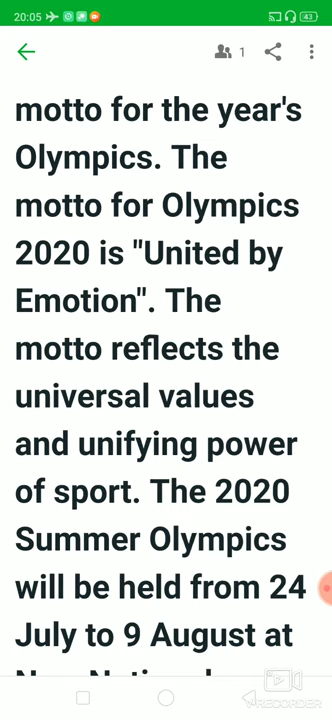 20:05
43
1
motto for the year's
Olympics. The
motto for Olympics
2020 is "United by
Emotion". The
motto reflects the
universal values
and unifying power
of sport. The 2020
Summer Olympics
will be held from 24
July to 9 August at
RECORDER